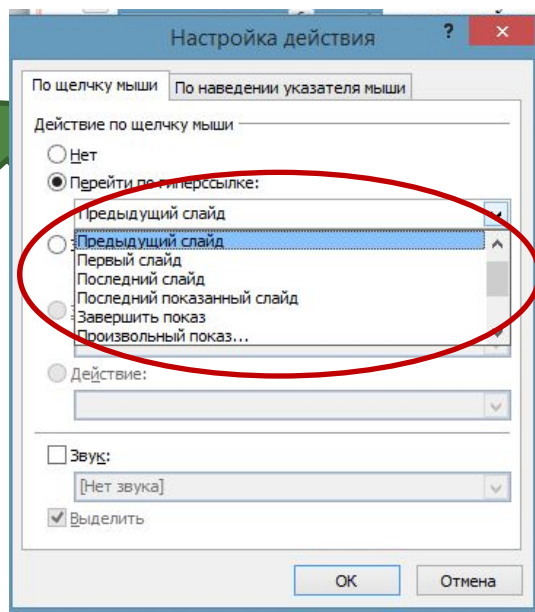 Настройка действия
?
По щелчку мыши
По наведении указателя мыши
Действие по щелчку мыши
Нет
Перейти по гиперссылке:
Предыдущий слайд
Предыдущий слайд
Первый слайд
Последний слайд
Последний показанный слайд
Завершить показ
Произвольный показ...
Действие:
Звук:
[Нет звука]
Выделить
ОК
Отмена